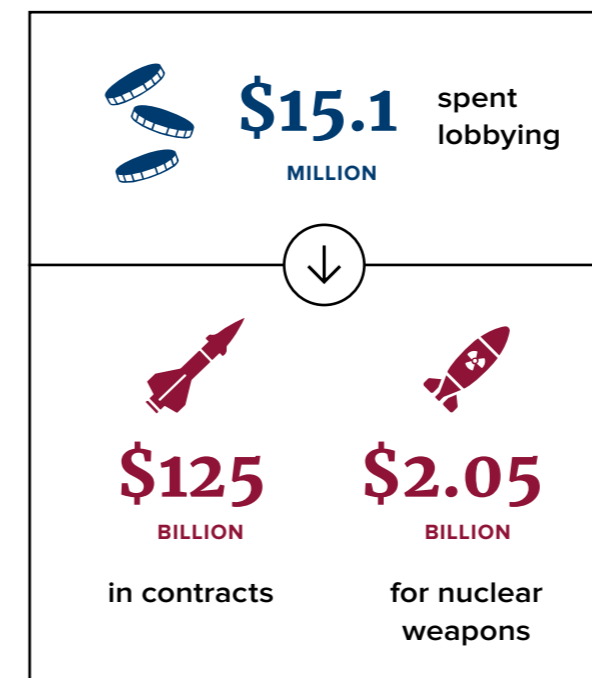 $15.1
MILLION
spent
lobbying
$125
BILLION
in contracts
$2.05
BILLION
for nuclear
weapons